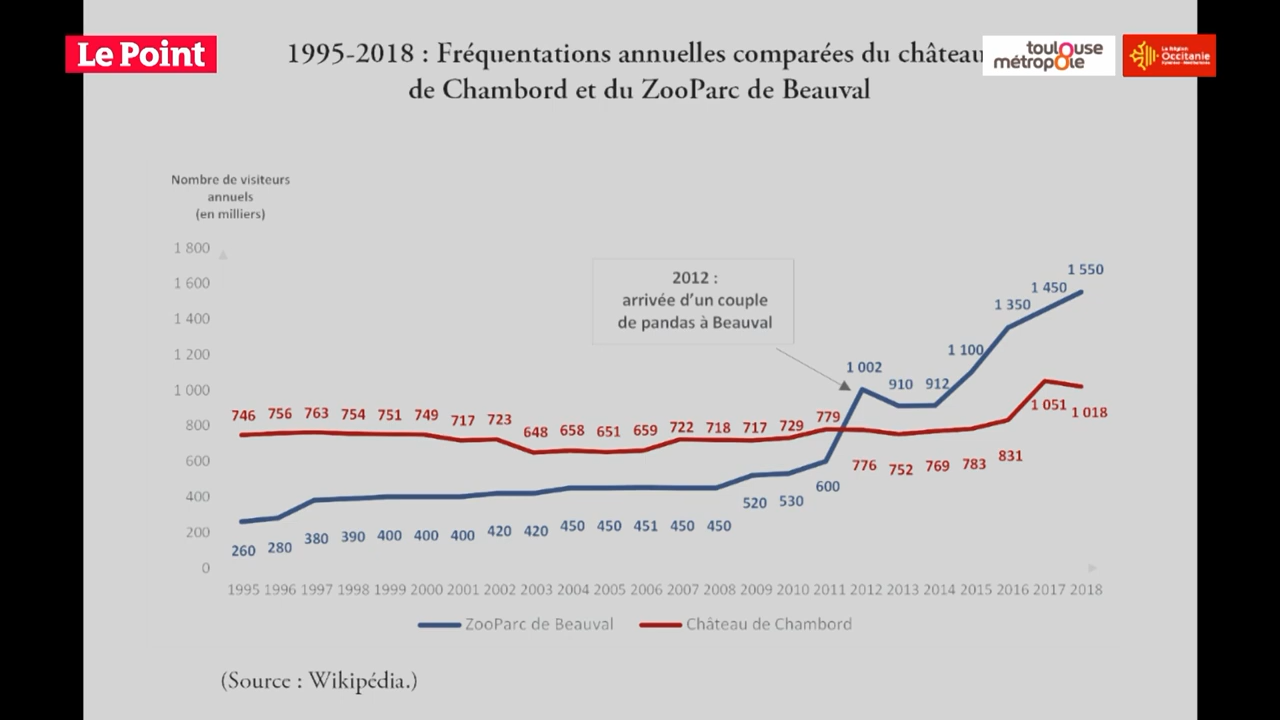 Le Point
1995-2018 : Fréquentations annuelles comparées du château
de Chambord et du ZooParc de Beauval
toulouse
métropole
La Région
Occitanie
Pyrénées - Méditerranée
Nombre de visiteurs
annuels
(en milliers)
1 800
1 600
1 400
1 200
1 000
800
600
400
200
0
2012 :
arrivée d’un couple
de pandas à Beauval
1 002 910 912 1 100 1 350 1 450 1 550
746 756 763 754 751 749 717 723 648 658 651 659 722 718 717 729 779
776 752 769 783 831 1 051 1 018
260 280 380 390 400 400 400 420 420 450 450 451 450 450 520 530 600
1995 1996 1997 1998 1999 2000 2001 2002 2003 2004 2005 2006 2007 2008 2009 2010 2011 2012 2013 2014 2015 2016 2017 2018
ZooParc de Beauval Château de Chambord
(Source : Wikipédia.)